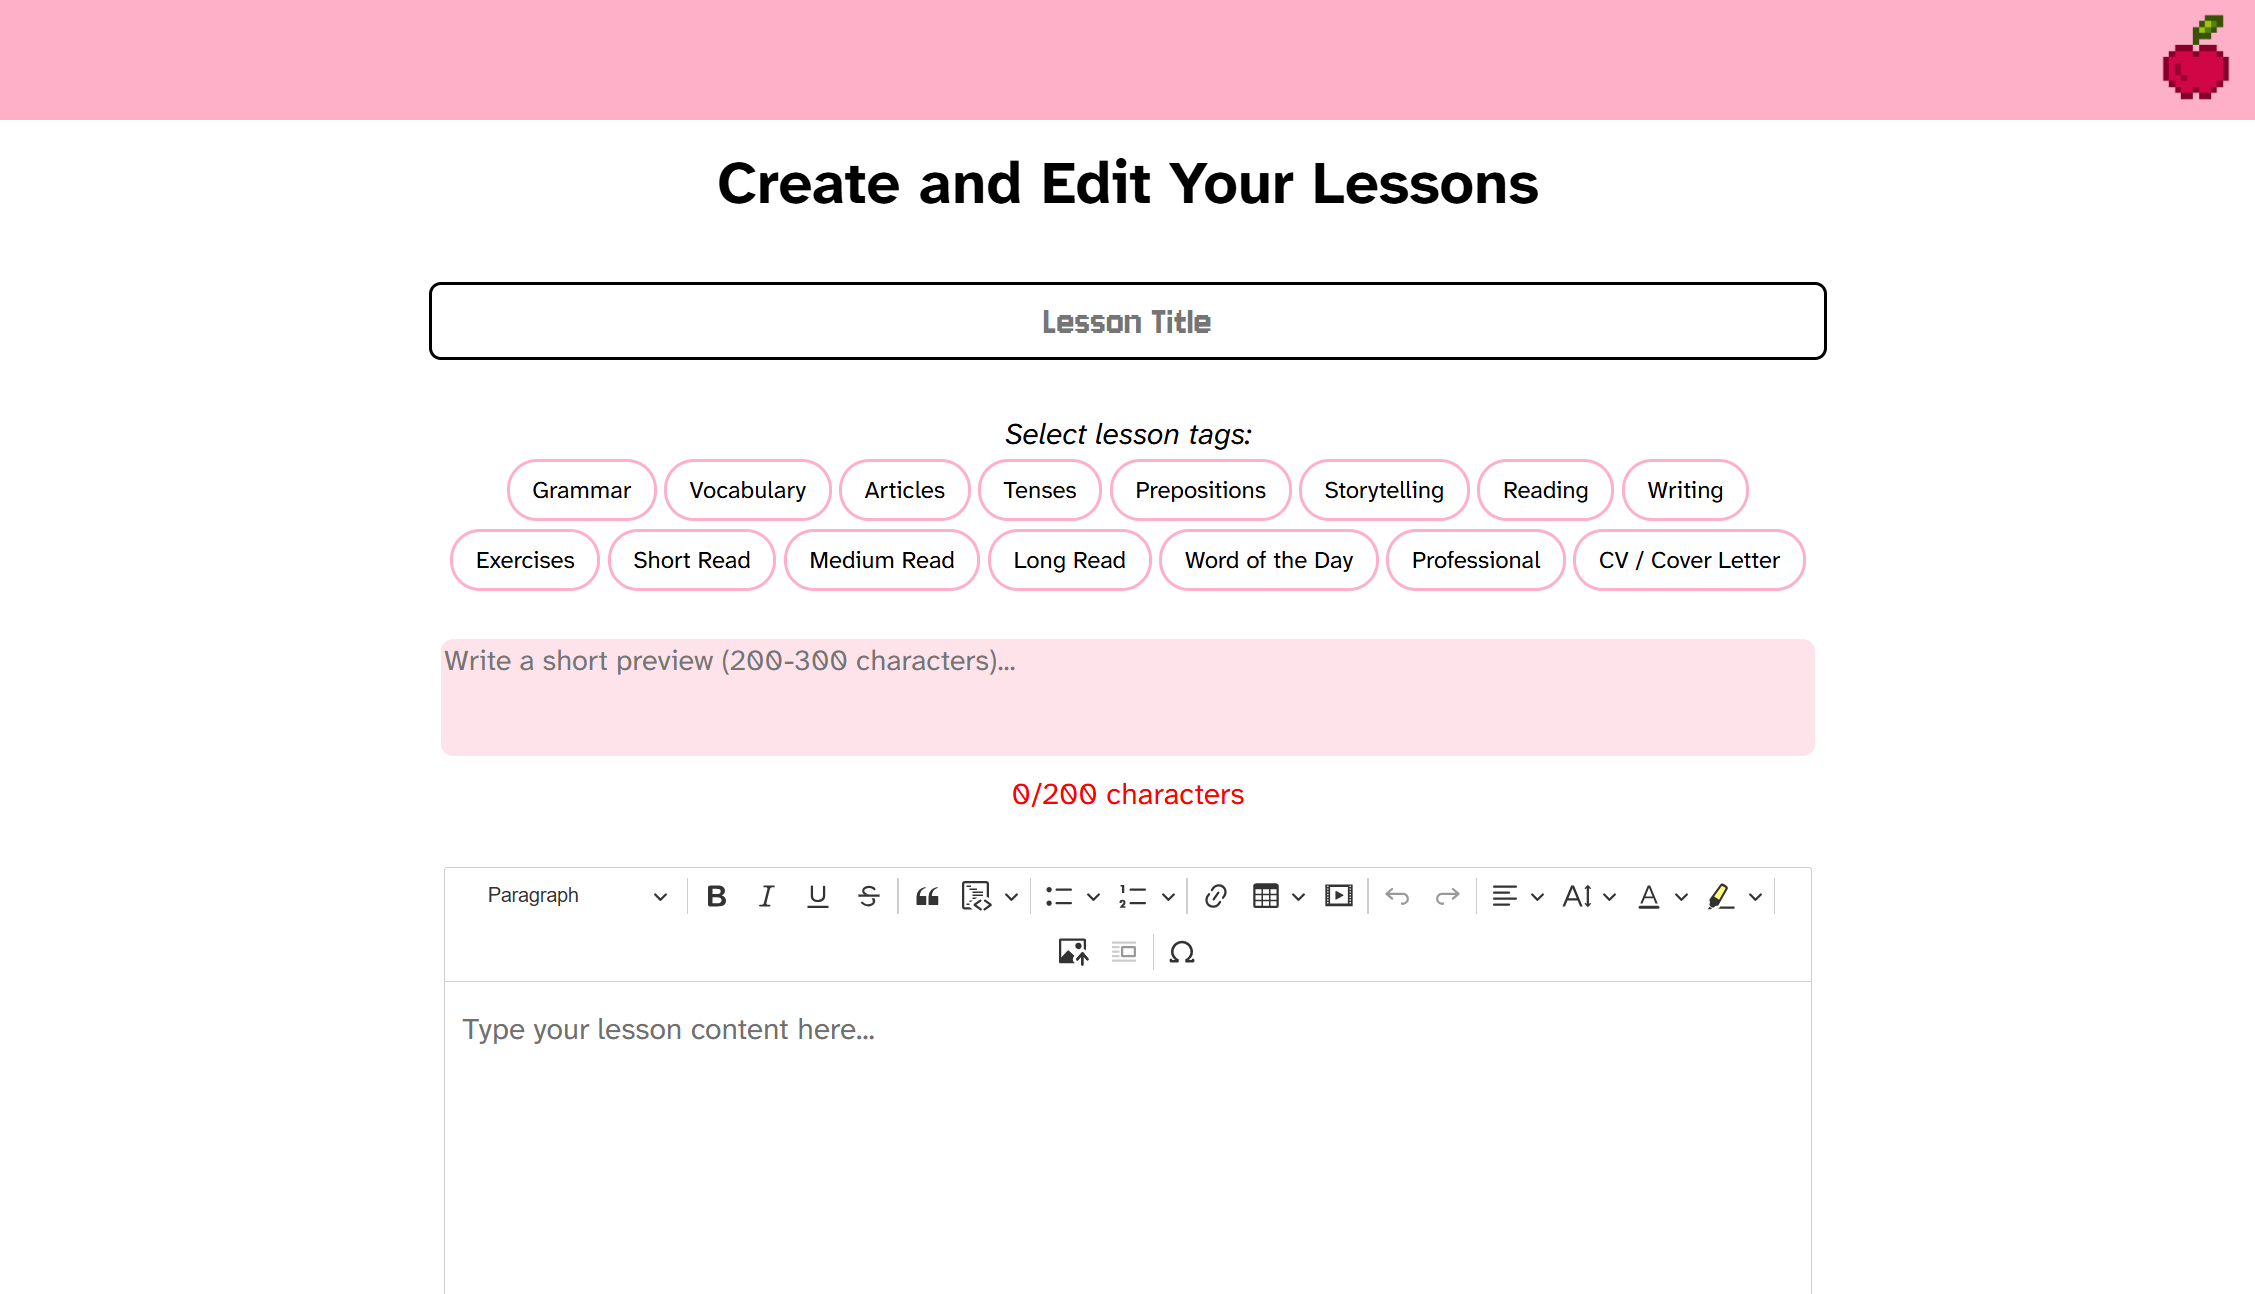 Create and Edit Your Lessons
Lesson Title
Select lesson tags:
Grammar Vocabulary Articles Tenses Prepositions Storytelling Reading Writing
Exercises Short Read Medium Read Long Read Word of the Day Professional CV / Cover Letter
Write a short preview (200-300 characters)...
0/200 characters
Paragraph
Type your lesson content here...